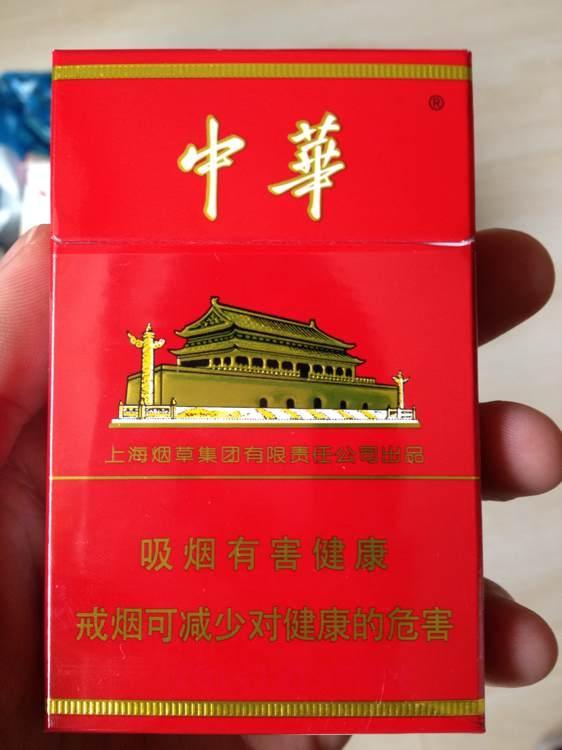 中華
®
上海烟草集团有限责任公司出品
吸烟有害健康
戒烟可减少对健康的危害